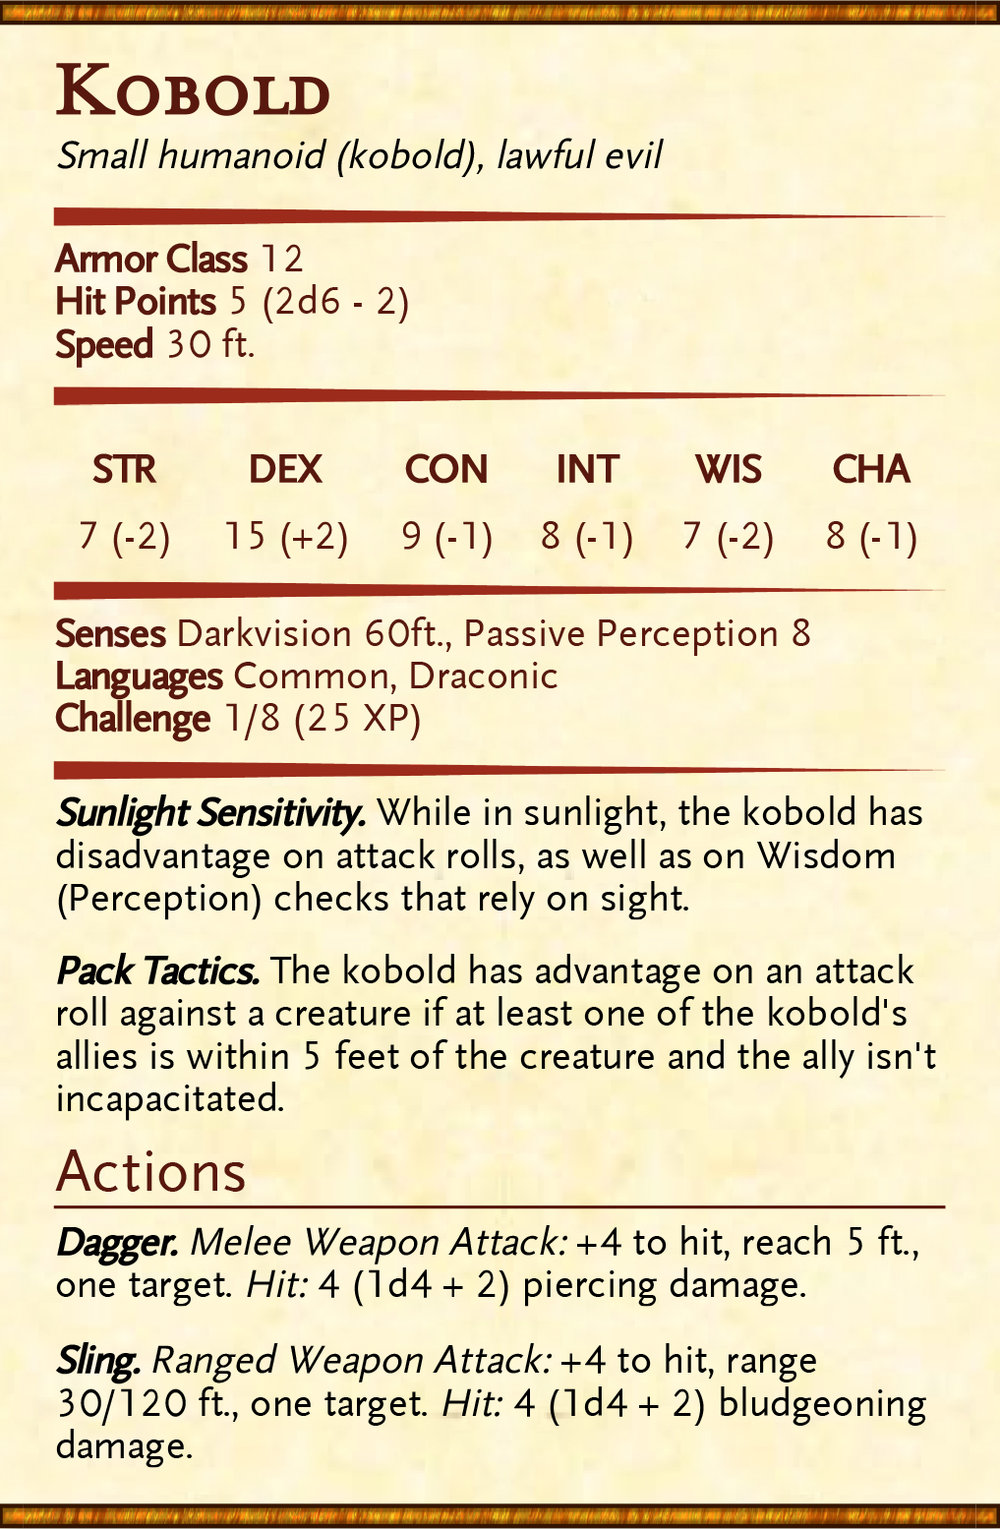 KOBOLD
Small humanoid (kobold), lawful evil
Armor Class 12
Hit Points 5 (2d6 - 2)
Speed 30 ft.
STR DEX CON INT WIS CHA
7 (-2) 15 (+2) 9 (-1) 8 (-1) 7 (-2) 8 (-1)
Senses Darkvision 60ft., Passive Perception 8
Languages Common, Draconic
Challenge 1/8 (25 XP)
Sunlight Sensitivity. While in sunlight, the kobold has
disadvantage on attack rolls, as well as on Wisdom
(Perception) checks that rely on sight.
Pack Tactics. The kobold has advantage on an attack
roll against a creature if at least one of the kobold's
allies is within 5 feet of the creature and the ally isn't
incapacitated.
Actions
Dagger. Melee Weapon Attack: +4 to hit, reach 5 ft.,
one target. Hit: 4 (1d4 + 2) piercing damage.
Sling. Ranged Weapon Attack: +4 to hit, range
30/120 ft., one target. Hit: 4 (1d4 + 2) bludgeoning
damage.